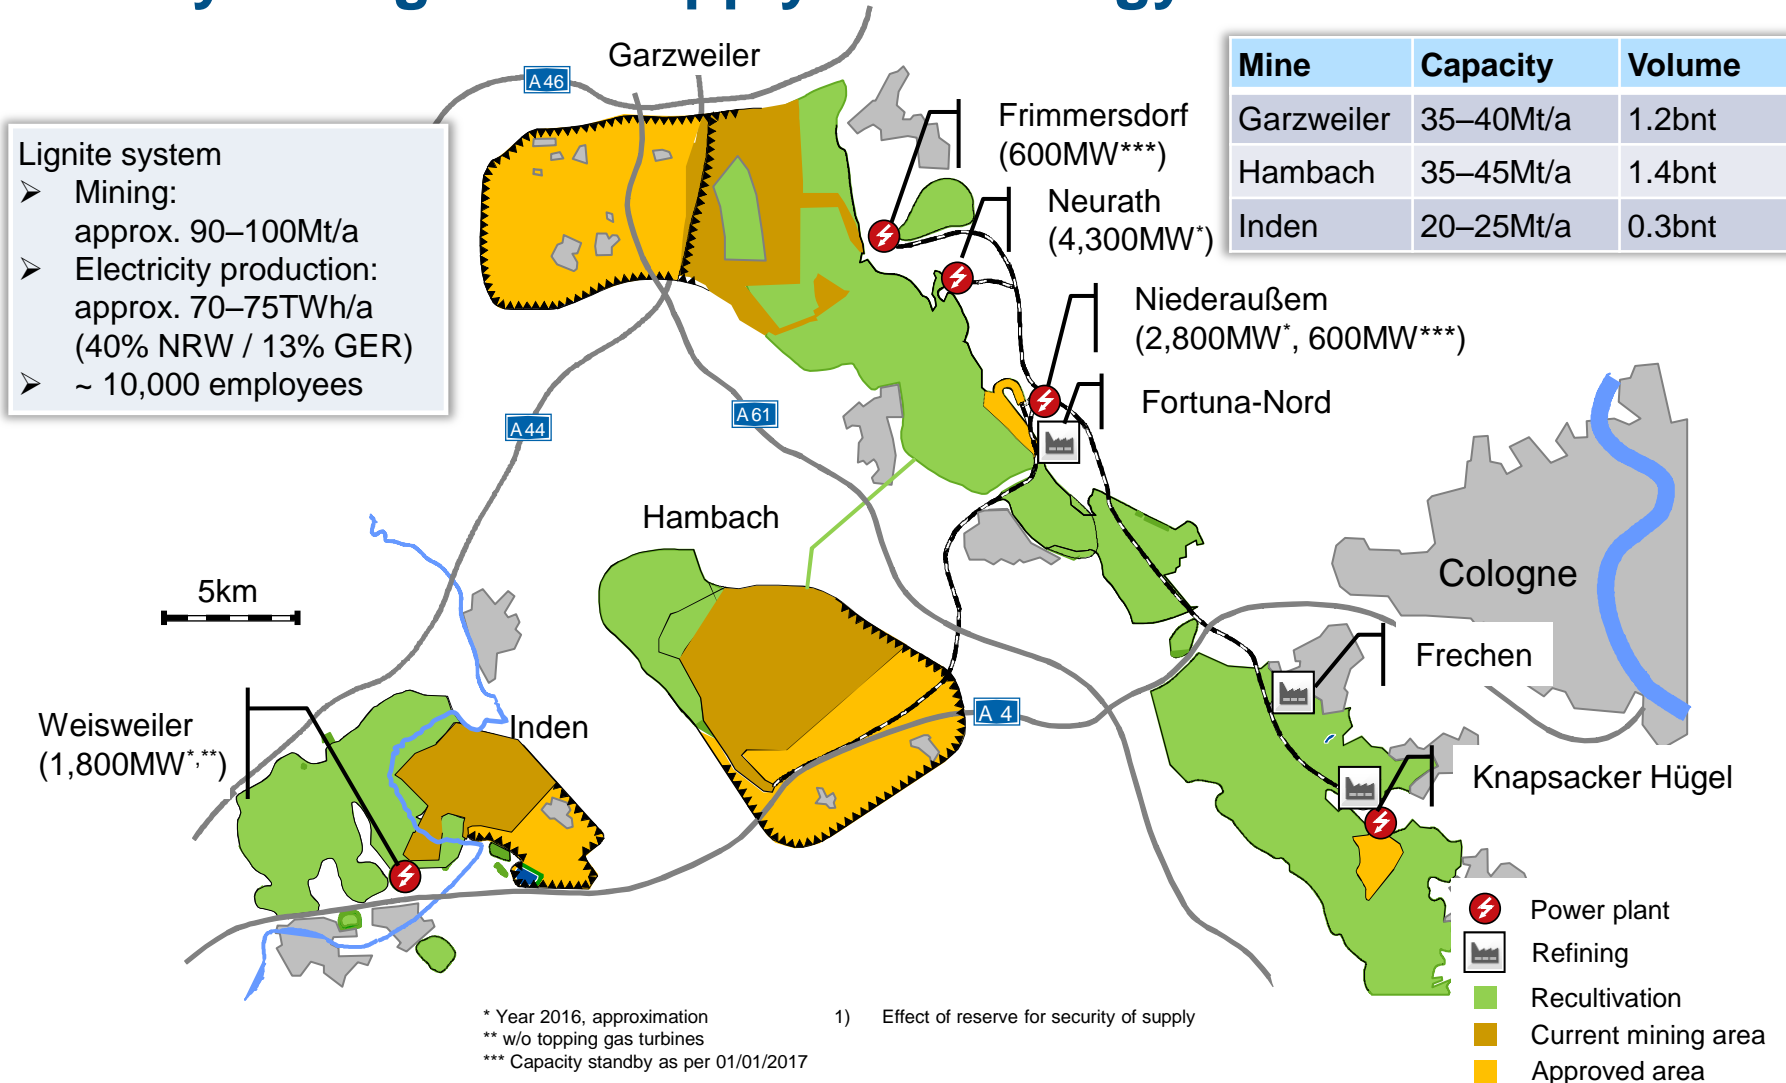 Garzweiler
A 46
Lignite system
➢ Mining:
approx. 90–100Mt/a
➢ Electricity production:
approx. 70–75TWh/a
(40% NRW / 13% GER)
➢ ~ 10,000 employees
Mine Capacity Volume
Garzweiler 35–40Mt/a 1.2bnt
Hambach 35–45Mt/a 1.4bnt
Inden 20–25Mt/a 0.3bnt
Frimmersdorf
(600MW***)
Neurath
(4,300MW*)
Niederaußem
(2,800MW*, 600MW***)
Fortuna-Nord
A 44
A 61
Hambach
Cologne
5km
Frechen
A 4
Weisweiler
(1,800MW*,**)
Inden
Knapsacker Hügel
Power plant
Refining
Recultivation
Current mining area
Approved area
* Year 2016, approximation
** w/o topping gas turbines
*** Capacity standby as per 01/01/2017
1) Effect of reserve for security of supply